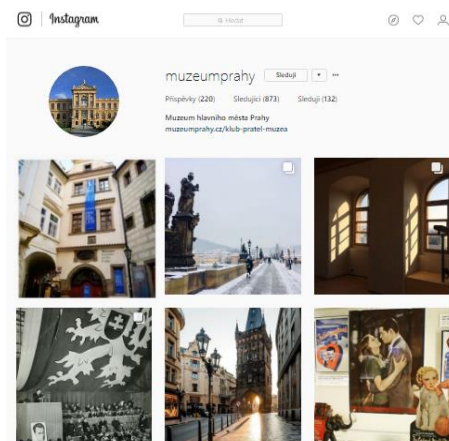 Instagram
Hledat
muzeumprahy Sleduji
Příspěvky (220) Sledující (873) Sleduji (132)
Muzeum hlavního města Prahy
muzeumprahy.cz/klub-pratel-muzea